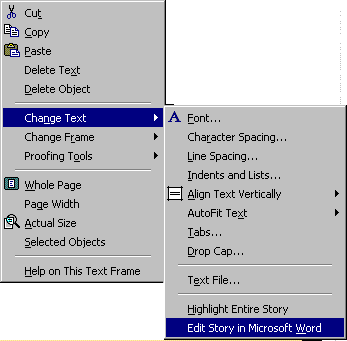 Cut
Copy
Paste
Delete Text
Delete Object
Change Text
Change Frame
Proofing Tools
Whole Page
Page Width
Actual Size
Selected Objects
Help on This Text Frame
Font...
Character Spacing...
Line Spacing...
Indents and Lists...
Align Text Vertically
AutoFit Text
Tabs...
Drop Cap...
Text File...
Highlight Entire Story
Edit Story in Microsoft Word